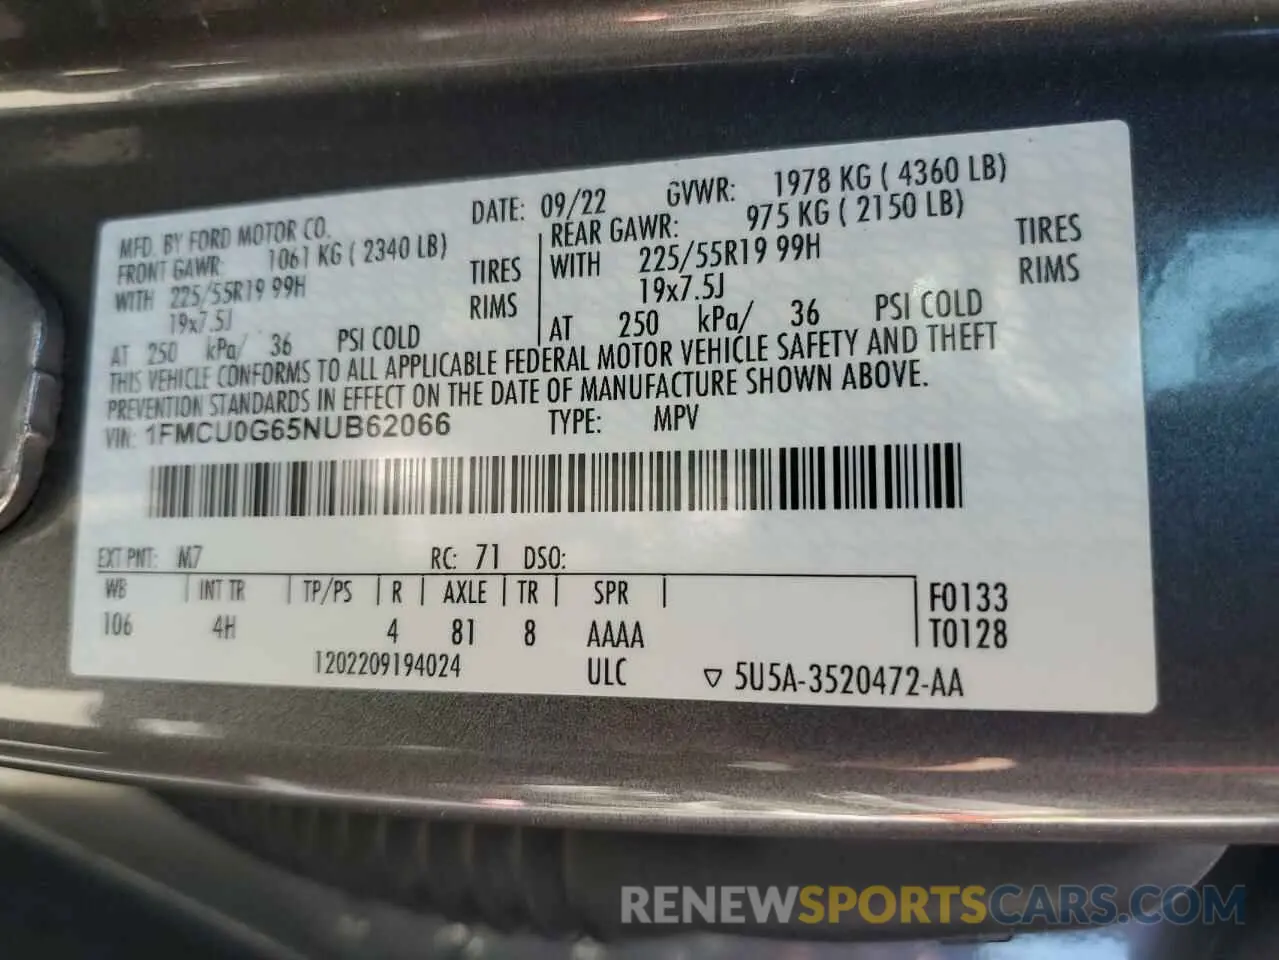 MFD. BY FORD MOTOR CO.
DATE: 09/22 GVWR: 1978 KG ( 4360 LB)
FRONT GAWR: 1061 KG ( 2340 LB)
REAR GAWR: 975 KG ( 2150 LB)
WITH 225/55R19 99H TIRES
WITH 225/55R19 99H TIRES
19x7.5J RIMS
19x7.5J RIMS
AT 250 kPa/ 36 PSI COLD
AT 250 kPa/ 36 PSI COLD
THIS VEHICLE CONFORMS TO ALL APPLICABLE FEDERAL MOTOR VEHICLE SAFETY AND THEFT
PREVENTION STANDARDS IN EFFECT ON THE DATE OF MANUFACTURE SHOWN ABOVE.
VIN: 1FMCU0G65NUB62066 TYPE: MPV
EXT PNT: M7 RC: 71 DSO:
WB INT TR TP/PS R AXLE TR SPR
106 4H 4 81 8 AAAA
F0133
T0128
1202209194024 ULC ▽ 5U5A-3520472-AA
RENEWSPORTSCARS.COM